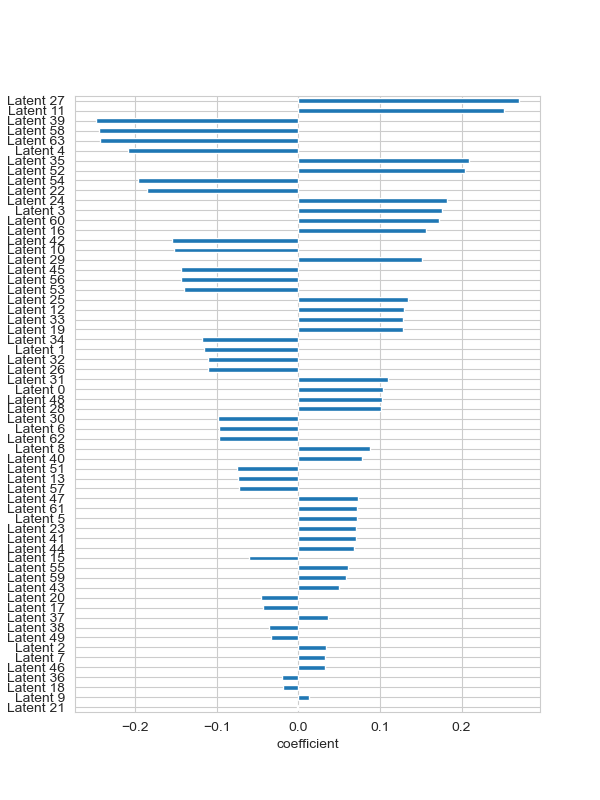 Latent 27
Latent 11
Latent 39
Latent 58
Latent 63
Latent 4
Latent 35
Latent 52
Latent 54
Latent 22
Latent 24
Latent 3
Latent 60
Latent 16
Latent 42
Latent 10
Latent 29
Latent 45
Latent 56
Latent 53
Latent 25
Latent 12
Latent 33
Latent 19
Latent 34
Latent 1
Latent 32
Latent 26
Latent 31
Latent 0
Latent 48
Latent 28
Latent 30
Latent 6
Latent 62
Latent 8
Latent 40
Latent 51
Latent 13
Latent 57
Latent 47
Latent 61
Latent 5
Latent 23
Latent 41
Latent 44
Latent 15
Latent 55
Latent 59
Latent 43
Latent 20
Latent 17
Latent 37
Latent 38
Latent 49
Latent 2
Latent 7
Latent 46
Latent 36
Latent 18
Latent 9
Latent 21
−0.2 −0.1 0.0 0.1 0.2
coefficient